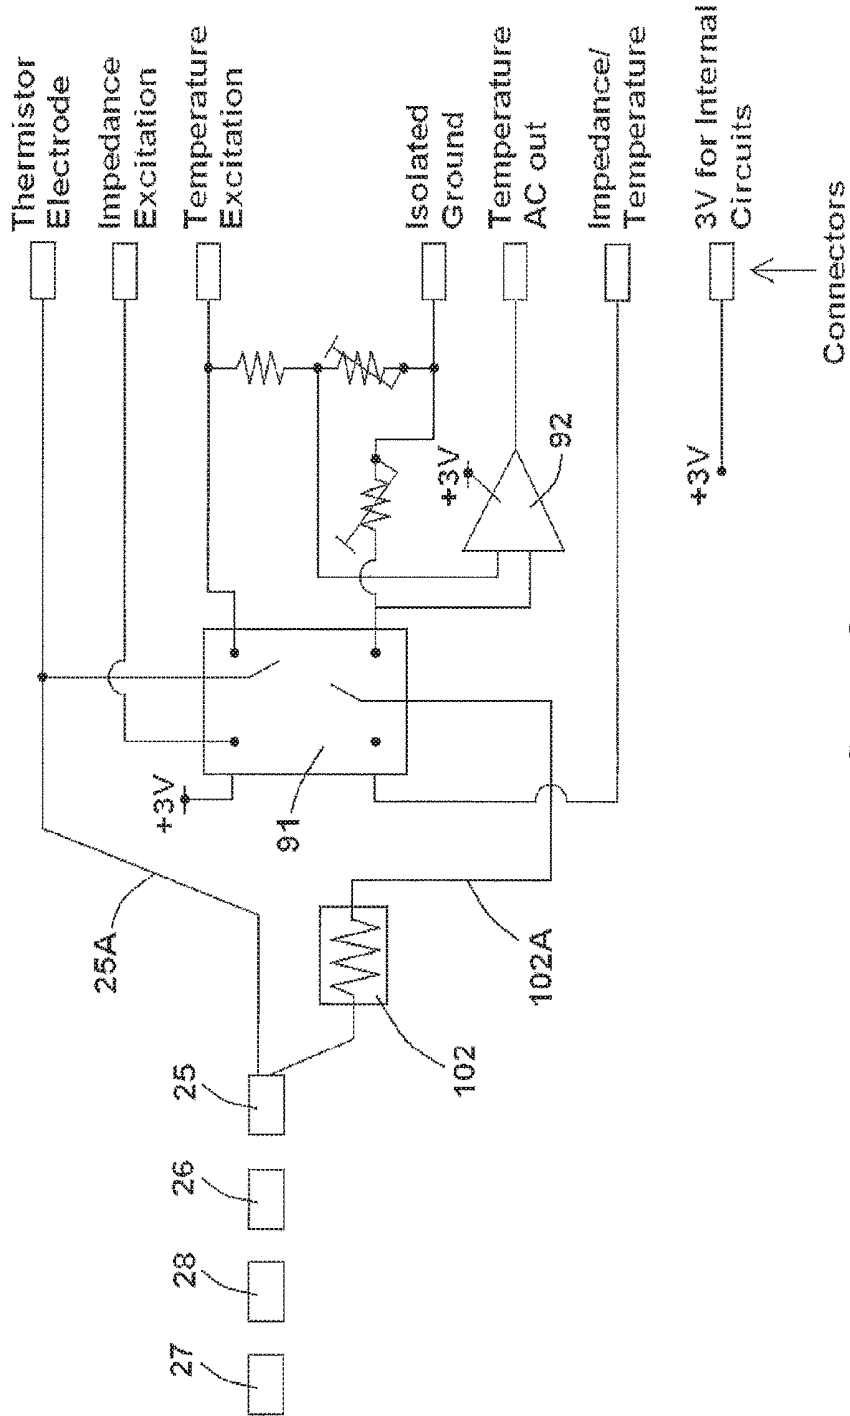 Thermistor
Electrode
Impedance
Excitation
Temperature
Excitation
Isolated
Ground
Temperature
AC out
Impedance/
Temperature
3V for Internal
Circuits
Connectors
+3V
+3V
+3V
91
92
25A
102A
102
25
26
28
27